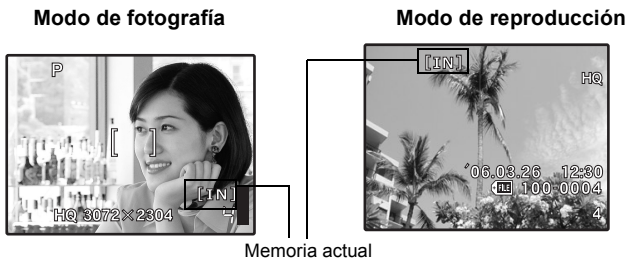 Modo de fotografía
P
[ ]
[IN]
HQ 3072×2304
4
Modo de reproducción
[IN]
HQ
'06.03.26 12:30
FILE 100-0004
4
Memoria actual